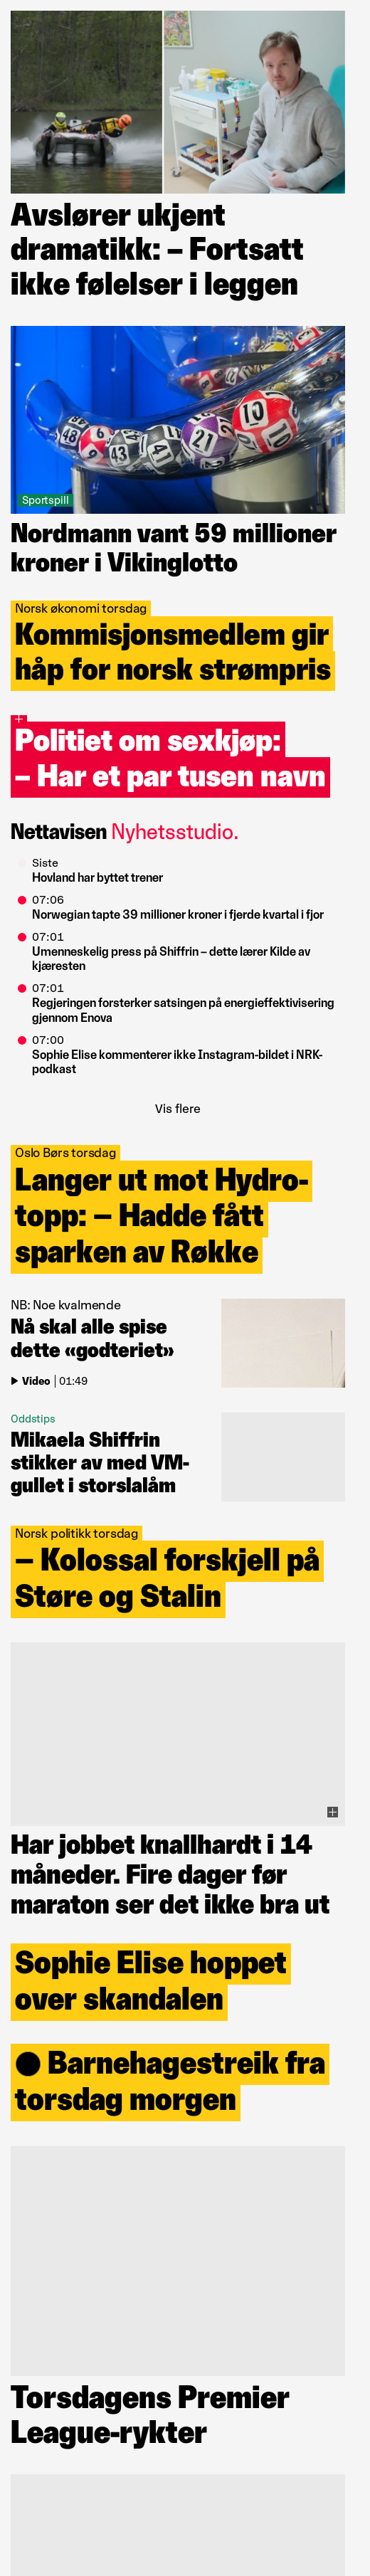 Avslører ukjent
dramatikk: – Fortsatt
ikke følelser i leggen
48
9
6
43
4
21
10
Sportspill
Nordmann vant 59 millioner
kroner i Vikinglotto
Norsk økonomi torsdag
Kommisjonsmedlem gir
håp for norsk strømpris
Politiet om sexkjøp:
– Har et par tusen navn
Nettavisen Nyhetsstudio.
Siste
Hovland har byttet trener
07:06
Norwegian tapte 39 millioner kroner i fjerde kvartal i fjor
07:01
Umenneskelig press på Shiffrin – dette lærer Kilde av
kjæresten
07:01
Regjeringen forsterker satsingen på energieffektivisering
gjennom Enova
07:00
Sophie Elise kommenterer ikke Instagram-bildet i NRK-
podkast
Vis flere
Oslo Børs torsdag
Langer ut mot Hydro-
topp: – Hadde fått
sparken av Røkke
NB: Noe kvalmende
Nå skal alle spise
dette «godteriet»
Video | 01:49
Oddstips
Mikaela Shiffrin
stikker av med VM-
gullet i storslalåm
Norsk politikk torsdag
– Kolossal forskjell på
Støre og Stalin
Har jobbet knallhardt i 14
måneder. Fire dager før
maraton ser det ikke bra ut
Sophie Elise hoppet
over skandalen
● Barnehagestreik fra
torsdag morgen
Torsdagens Premier
League-rykter